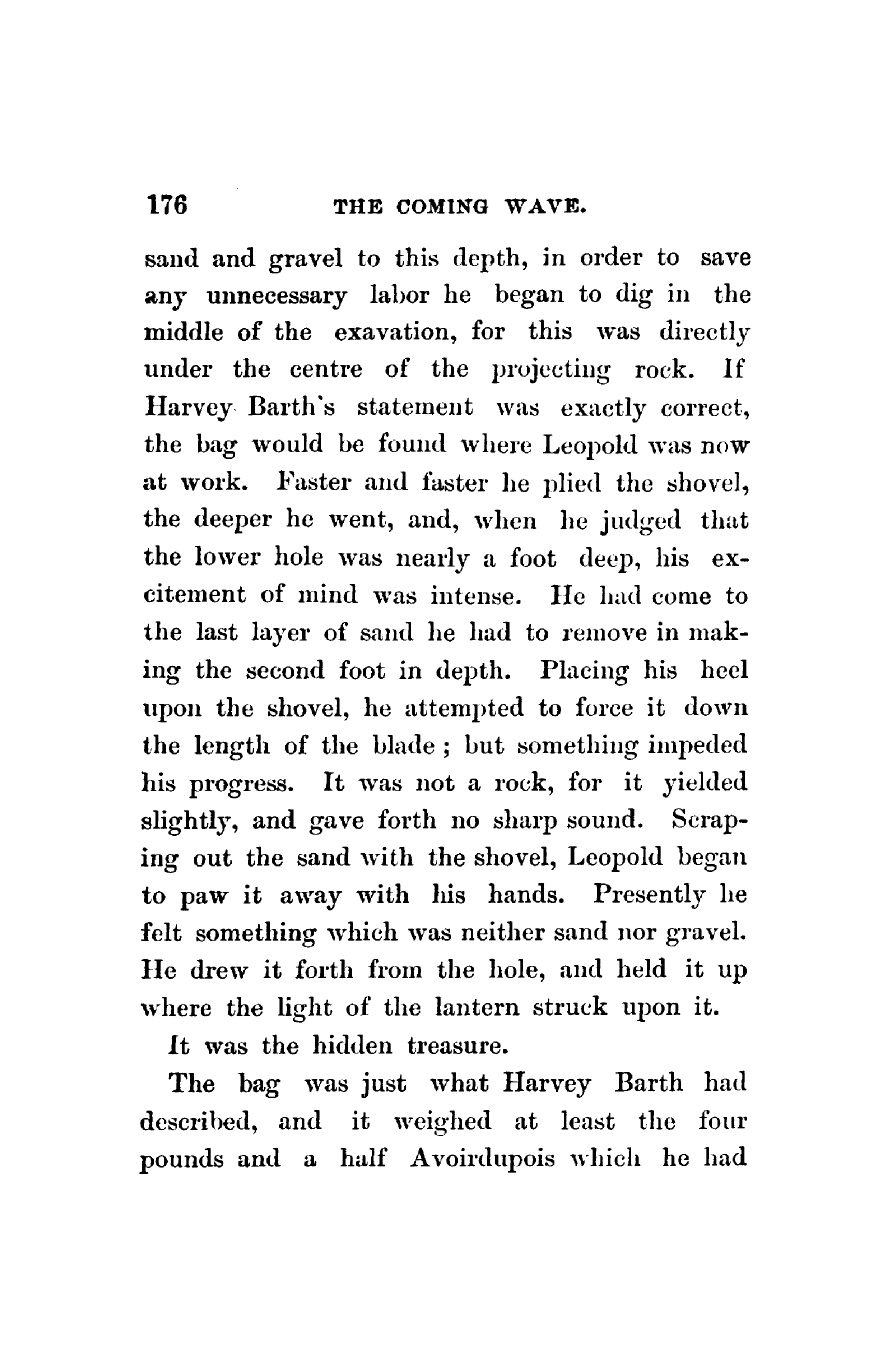 176 THE COMING WAVE.
sand and gravel to this depth, in order to save
any unnecessary labor he began to dig in the
middle of the exavation, for this was directly
under the centre of the projecting rock. If
Harvey Barth's statement was exactly correct,
the bag would be found where Leopold was now
at work. Faster and faster he plied the shovel,
the deeper he went, and, when he judged that
the lower hole was nearly a foot deep, his ex-
citement of mind was intense. He had come to
the last layer of sand he had to remove in mak-
ing the second foot in depth. Placing his heel
upon the shovel, he attempted to force it down
the length of the blade ; but something impeded
his progress. It was not a rock, for it yielded
slightly, and gave forth no sharp sound. Scrap-
ing out the sand with the shovel, Leopold began
to paw it away with his hands. Presently he
felt something which was neither sand nor gravel.
He drew it forth from the hole, and held it up
where the light of the lantern struck upon it.
It was the hidden treasure.
The bag was just what Harvey Barth had
described, and it weighed at least the four
pounds and a half Avoirdupois which he had